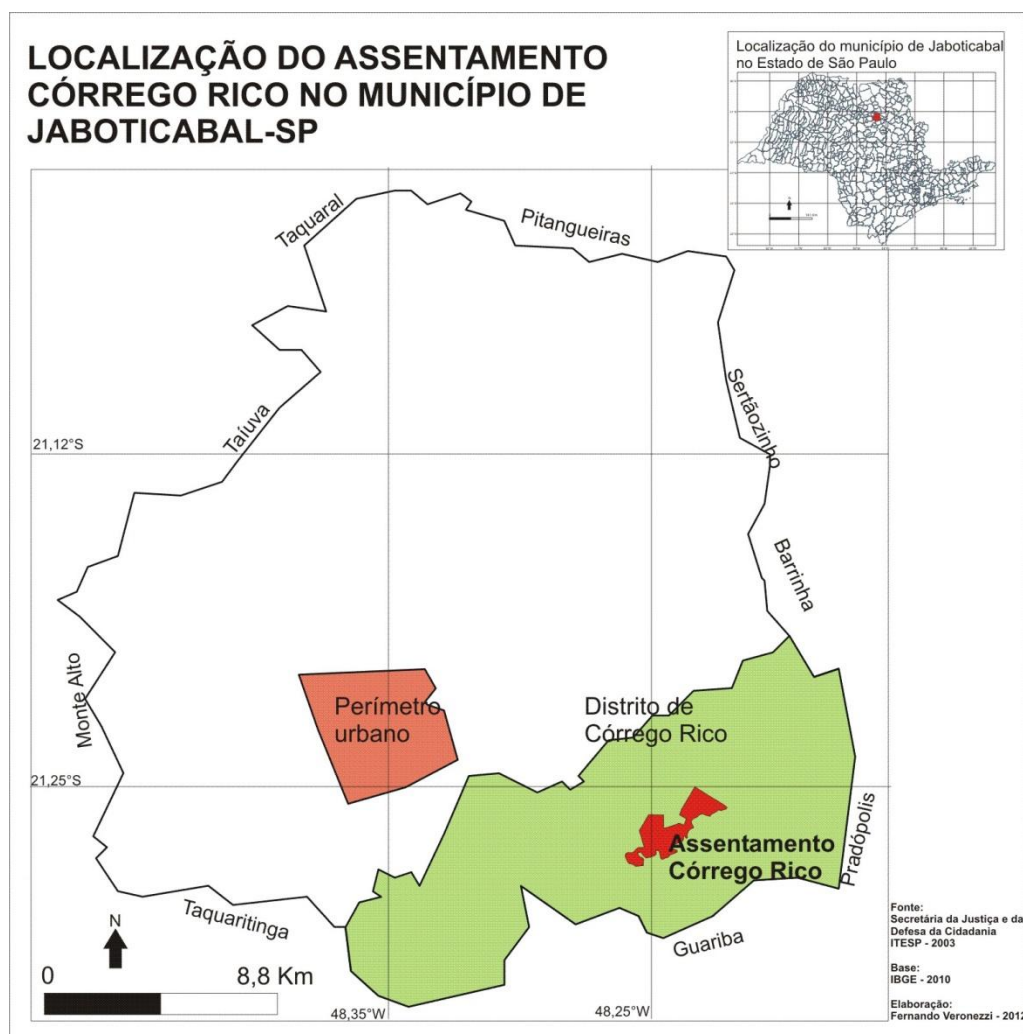 LOCALIZAÇÃO DO ASSENTAMENTO
CÓRREGO RICO NO MUNICÍPIO DE
JABOTICABAL-SP
Localização do município de Jaboticabal
no Estado de São Paulo
Taquaral
Pitangueiras
Taíuva
Sertãozinho
21,12°S
Barrinha
Monte Alto
Perímetro
urbano
Distrito de
Córrego Rico
21,25°S
Assentamento
Córrego Rico
Pradópolis
Taquaritinga
Guariba
N
0 8,8 Km
48,35°W
48,25°W
Fonte:
Secretária da Justiça e da
Defesa da Cidadania
ITESP - 2003
Base:
IBGE - 2010
Elaboração:
Fernando Veronezzi - 2012